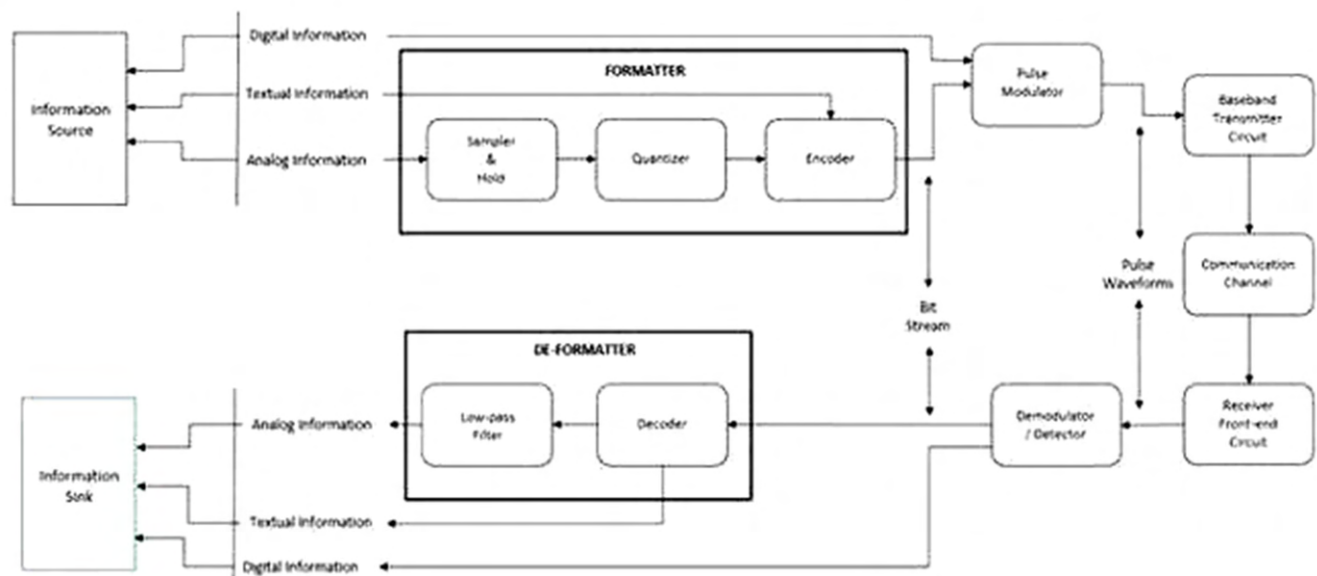 Digital Information
FORMATTER
Pulse
Modulator
Information
Source
Textual Information
Baseband
Transmitter
Circuit
Analog Information
Sampler
&
Hold
Quantizer
Encoder
Pulse
Waveforms
Communication
Channel
Bit
Stream
DE-FORMATTER
Information
Sink
Analog Information
Low-pass
Filter
Decoder
Demodulator
/ Detector
Receiver
Front-end
Circuit
Textual Information
Digital Information